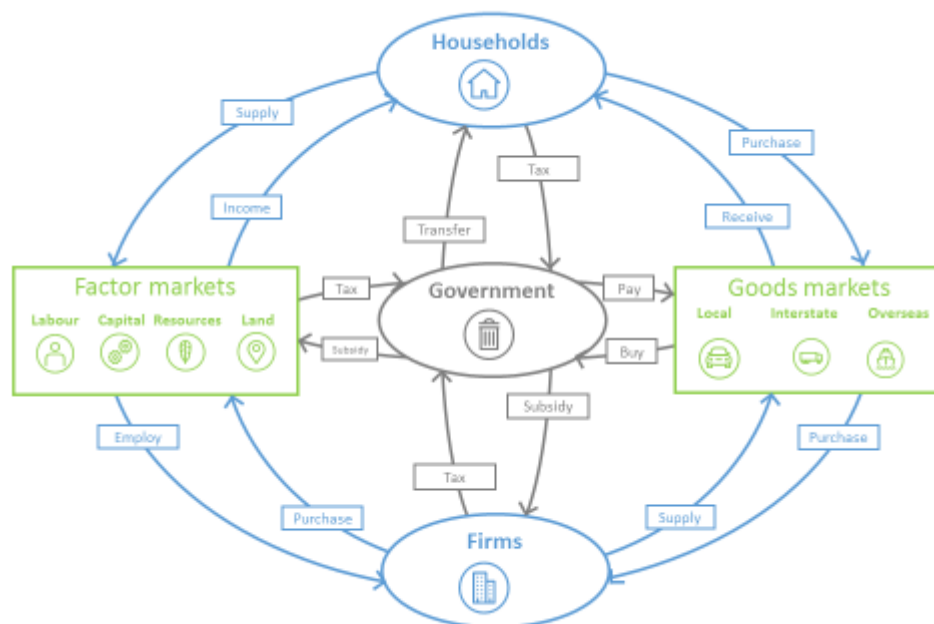 Households
Supply
Purchase
Tax
Income
Receive
Transfer
Factor markets
Labour Capital Resources Land
Tax
Government
Pay
Goods markets
Local Interstate Overseas
Subsidy
Buy
Subsidy
Employ
Purchase
Tax
Purchase
Supply
Firms